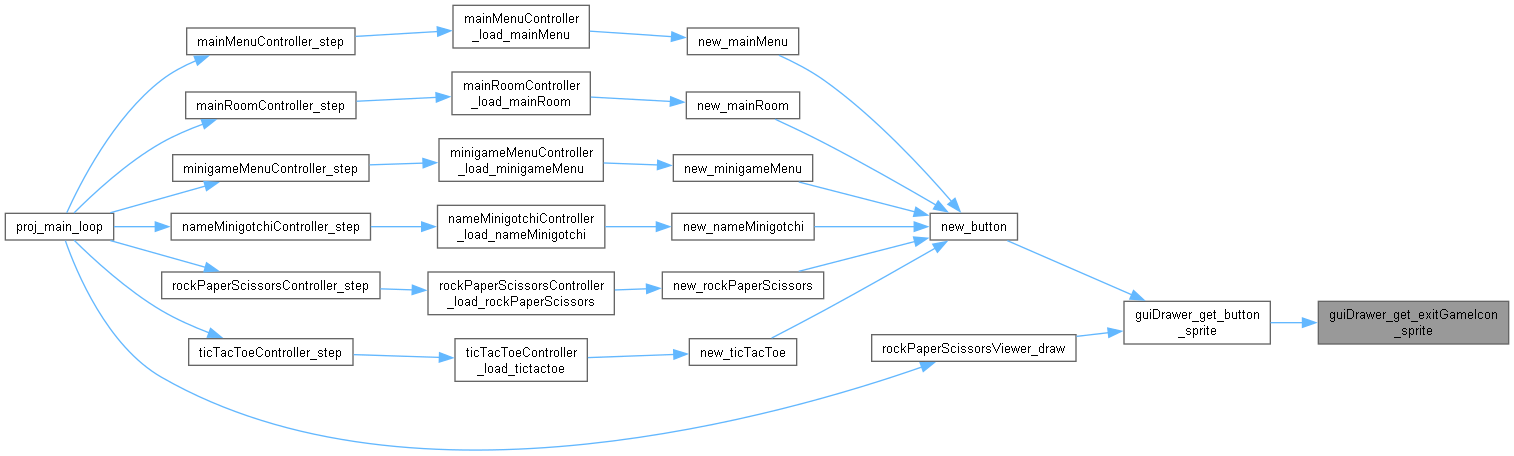 mainMenuController_step
mainMenuController
_load_mainMenu
new_mainMenu
mainRoomController_step
mainRoomController
_load_mainRoom
new_mainRoom
minigameMenuController_step
minigameMenuController
_load_minigameMenu
new_minigameMenu
proj_main_loop
nameMinigotchiController_step
nameMinigotchiController
_load_nameMinigotchi
new_nameMinigotchi
new_button
rockPaperScissorsController_step
rockPaperScissorsController
_load_rockPaperScissors
new_rockPaperScissors
guiDrawer_get_button
_sprite
guiDrawer_get_exitGameIcon
_sprite
ticTacToeController_step
ticTacToeController
_load_tictactoe
new_ticTacToe
rockPaperScissorsViewer_draw